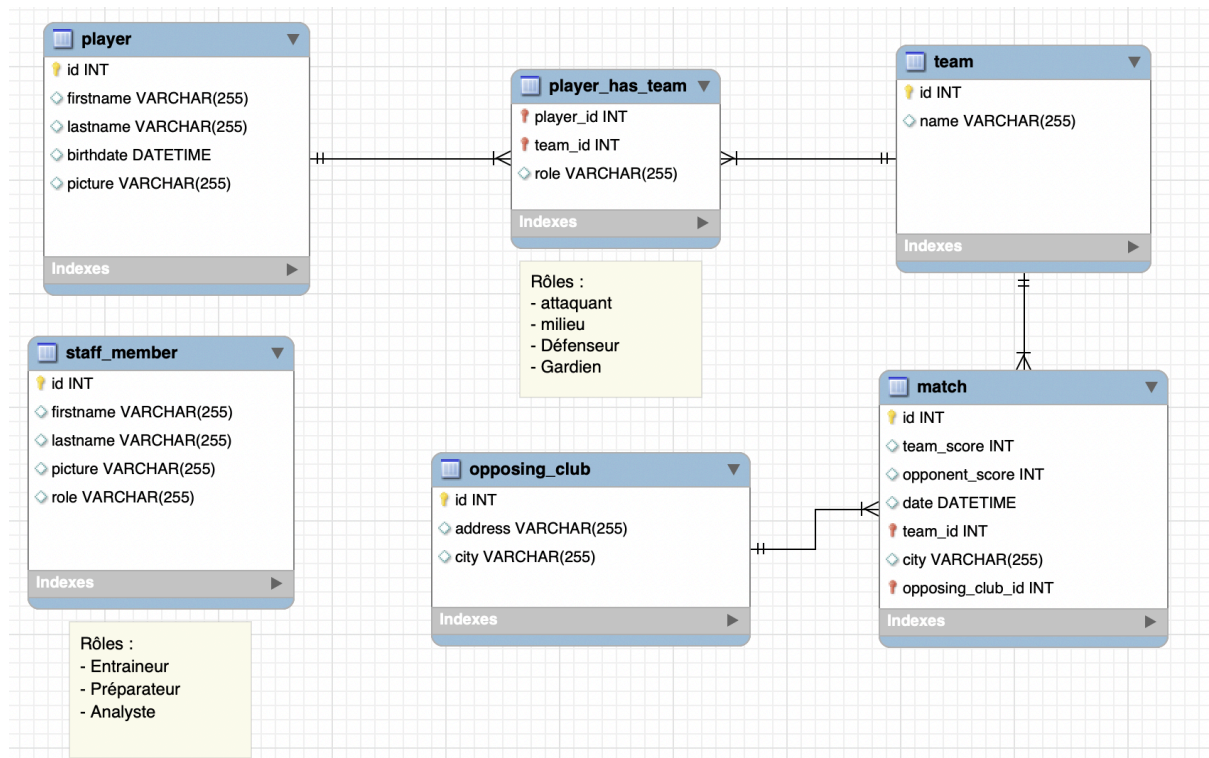 player
id INT
firstname VARCHAR(255)
lastname VARCHAR(255)
birthdate DATETIME
picture VARCHAR(255)
Indexes
player_has_team
player_id INT
team_id INT
role VARCHAR(255)
Indexes
team
id INT
name VARCHAR(255)
Indexes
Rôles :
- attaquant
- milieu
- Défenseur
- Gardien
staff_member
id INT
firstname VARCHAR(255)
lastname VARCHAR(255)
picture VARCHAR(255)
role VARCHAR(255)
Indexes
Rôles :
- Entraineur
- Préparateur
- Analyste
opposing_club
id INT
address VARCHAR(255)
city VARCHAR(255)
Indexes
match
id INT
team_score INT
opponent_score INT
date DATETIME
team_id INT
city VARCHAR(255)
opposing_club_id INT
Indexes